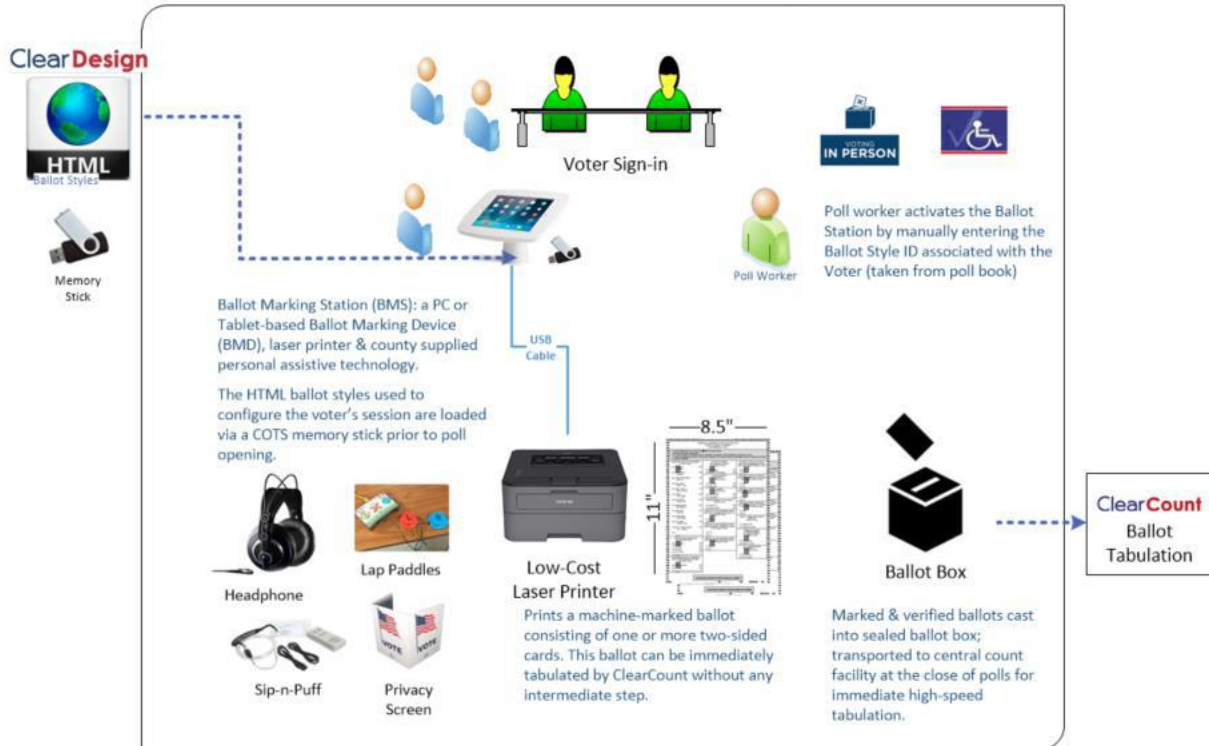 ClearDesign
HTML
Ballot Styles
Memory
Stick
Voter Sign-in
VOTING
IN PERSON
Poll Worker
Poll worker activates the Ballot
Station by manually entering the
Ballot Style ID associated with the
Voter (taken from poll book)
Ballot Marking Station (BMS): a PC or
Tablet-based Ballot Marking Device
(BMD), laser printer & county supplied
personal assistive technology.
The HTML ballot styles used to
configure the voter's session are loaded
via a COTS memory stick prior to poll
opening.
USB
Cable
Headphone
Lap Paddles
Sip-n-Puff
VOTE
VOTE
Privacy
Screen
Low-Cost
Laser Printer
Prints a machine-marked ballot
consisting of one or more two-sided
cards. This ballot can be immediately
tabulated by ClearCount without any
intermediate step.
8.5"
11"
Ballot Box
Marked & verified ballots cast
into sealed ballot box;
transported to central count
facility at the close of polls for
immediate high-speed
tabulation.
ClearCount
Ballot
Tabulation